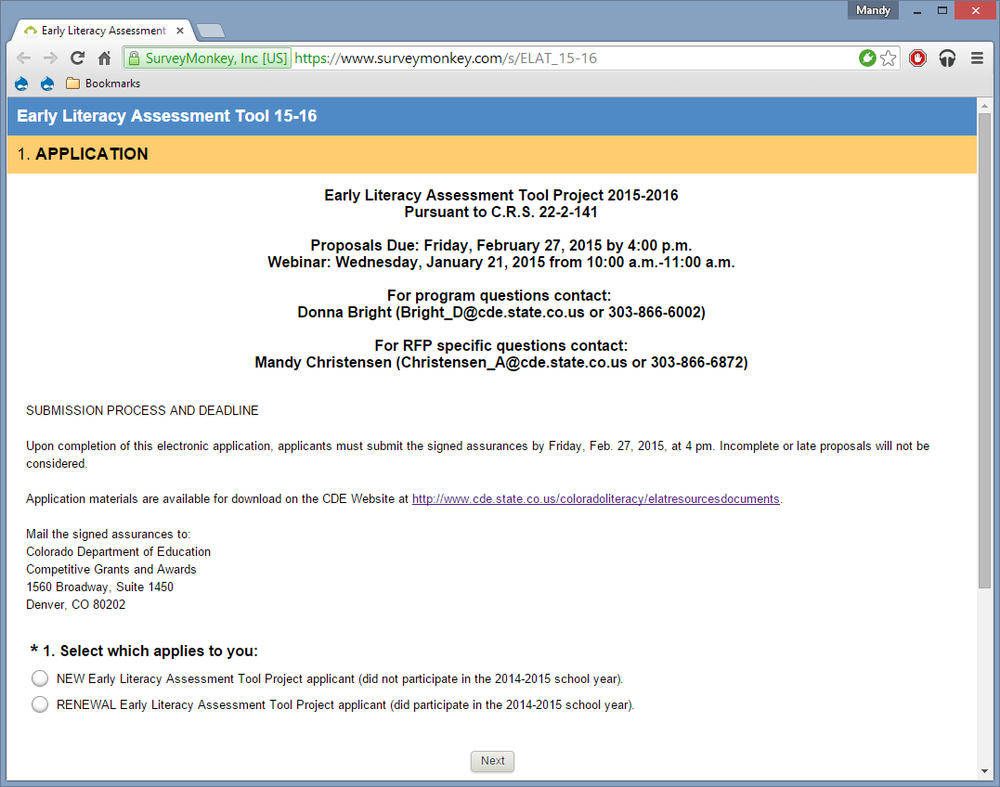 Mandy
Early Literacy Assessment
SurveyMonkey, Inc [US] https://www.surveymonkey.com/s/ELAT_15-16
Bookmarks
Early Literacy Assessment Tool 15-16
1. APPLICATION
Early Literacy Assessment Tool Project 2015-2016
Pursuant to C.R.S. 22-2-141
Proposals Due: Friday, February 27, 2015 by 4:00 p.m.
Webinar: Wednesday, January 21, 2015 from 10:00 a.m.-11:00 a.m.
For program questions contact:
Donna Bright (Bright_D@cde.state.co.us or 303-866-6002)
For RFP specific questions contact:
Mandy Christensen (Christensen_A@cde.state.co.us or 303-866-6872)
SUBMISSION PROCESS AND DEADLINE
Upon completion of this electronic application, applicants must submit the signed assurances by Friday, Feb. 27, 2015, at 4 pm. Incomplete or late proposals will not be
considered.
Application materials are available for download on the CDE Website at http://www.cde.state.co.us/coloradoliteracy/elatresourcesdocuments.
Mail the signed assurances to:
Colorado Department of Education
Competitive Grants and Awards
1560 Broadway, Suite 1450
Denver, CO 80202
* 1. Select which applies to you:
NEW Early Literacy Assessment Tool Project applicant (did not participate in the 2014-2015 school year).
RENEWAL Early Literacy Assessment Tool Project applicant (did participate in the 2014-2015 school year).
Next